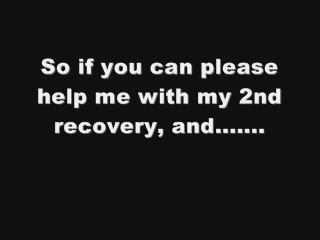 So if you can please
help me with my 2nd
recovery, and.......